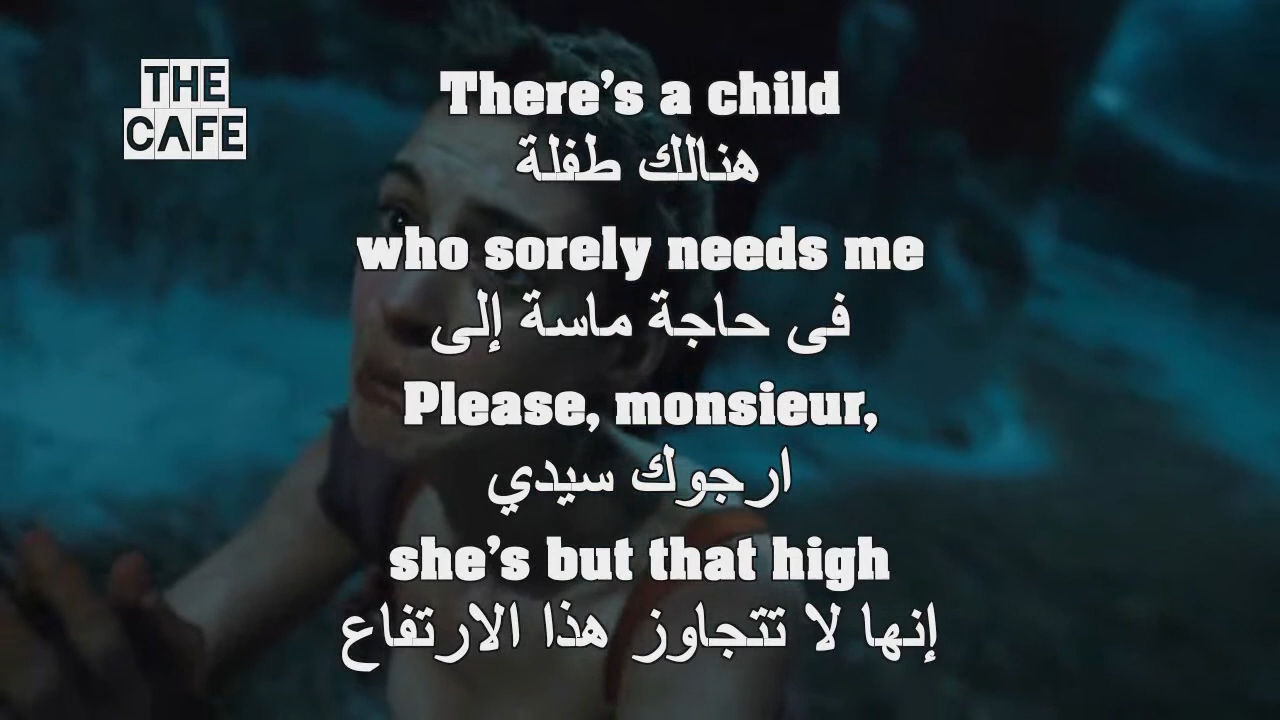 THE
CAFE
There's a child
هنالك طفلة
who sorely needs me
فى حاجة ماسة إلى
Please, monsieur,
ارجوك سيدي
she's but that high
إنها لا تتجاوز هذا الارتفاع